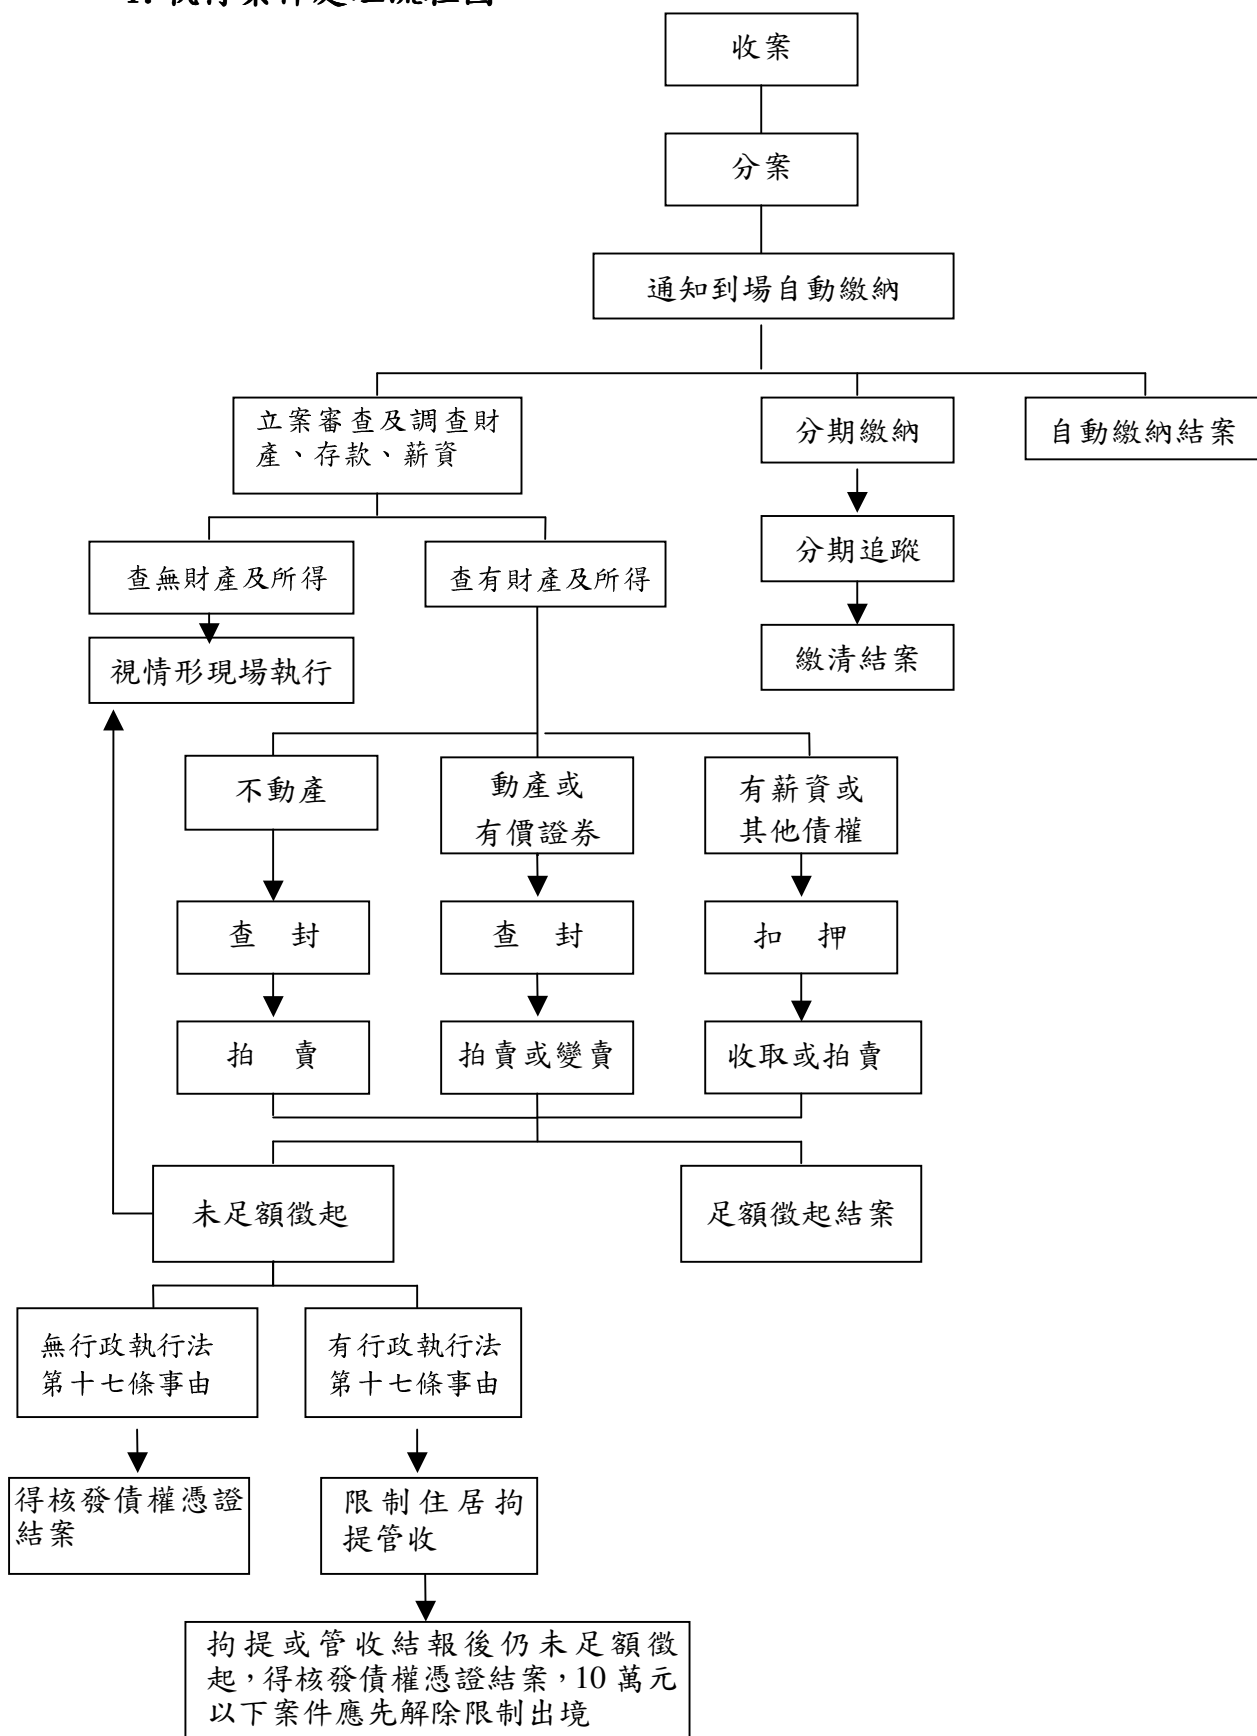 1. 執行案件處理流程圖
收案
分案
通知到場自動繳納
立案審查及調查財
產、存款、薪資
分期繳納
自動繳納結案
分期追蹤
查無財產及所得
查有財產及所得
繳清結案
視情形現場執行
不動產
動產或
有價證券
有薪資或
其他債權
查 封
查 封
扣 押
拍 賣
拍賣或變賣
收取或拍賣
未足額徵起
足額徵起結案
無行政執行法
第十七條事由
有行政執行法
第十七條事由
得核發債權憑證
結案
限制住居拘
提管收
拘提或管收結報後仍未足額徵
起，得核發債權憑證結案，10 萬元
以下案件應先解除限制出境